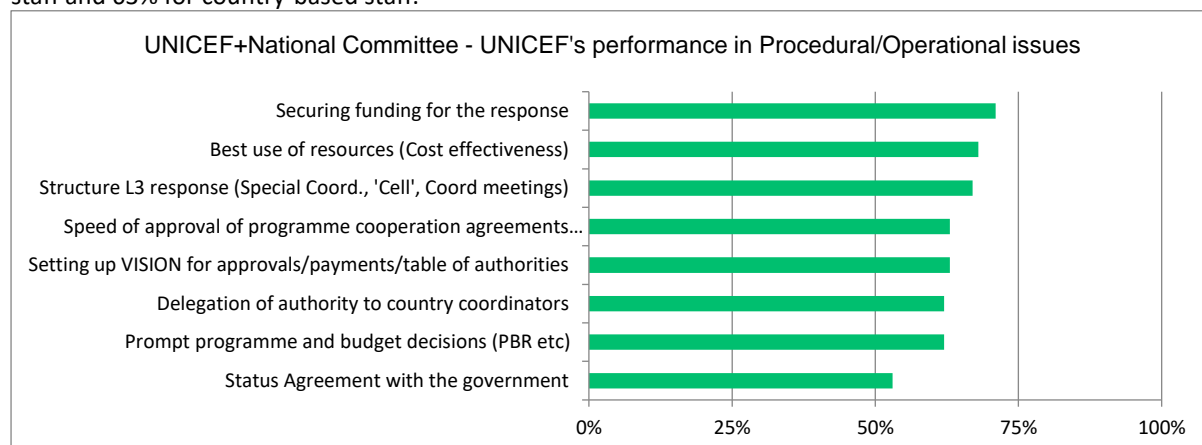 UNICEF+National Committee - UNICEF's performance in Procedural/Operational issues
Securing funding for the response
Best use of resources (Cost effectiveness)
Structure L3 response (Special Coord., 'Cell', Coord meetings)
Speed of approval of programme cooperation agreements...
Setting up VISION for approvals/payments/table of authorities
Delegation of authority to country coordinators
Prompt programme and budget decisions (PBR etc)
Status Agreement with the government
0% 25% 50% 75% 100%